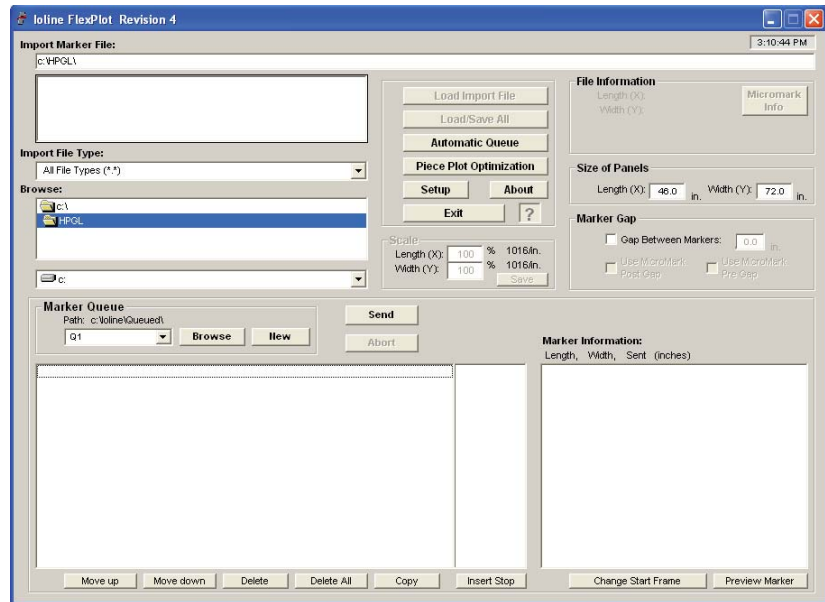 Ioline FlexPlot Revision 4
3:10:44 PM
Import Marker File:
c:\HPGL\
Load Import File
Load/Save All
Automatic Queue
Piece Plot Optimization
Setup
About
Exit
?
File Information
Length (X):
Width (Y):
Micromark
Info
Import File Type:
All File Types (*.*)
Browse:
c:\
HPGL
c:
Size of Panels
Length (X): 46.0 in. Width (Y): 72.0 in.
Marker Gap
Gap Between Markers: 0.0 in.
Use MicroMark
Post Gap
Use MicroMark
Pre Gap
Scale
Length (X): 100 % 1016/in.
Width (Y): 100 % 1016/in.
Save
Marker Queue
Path: c:\Ioline\Queued\
Q1
Browse
New
Send
Abort
Marker Information:
Length, Width, Sent (inches)
Move up
Move down
Delete
Delete All
Copy
Insert Stop
Change Start Frame
Preview Marker